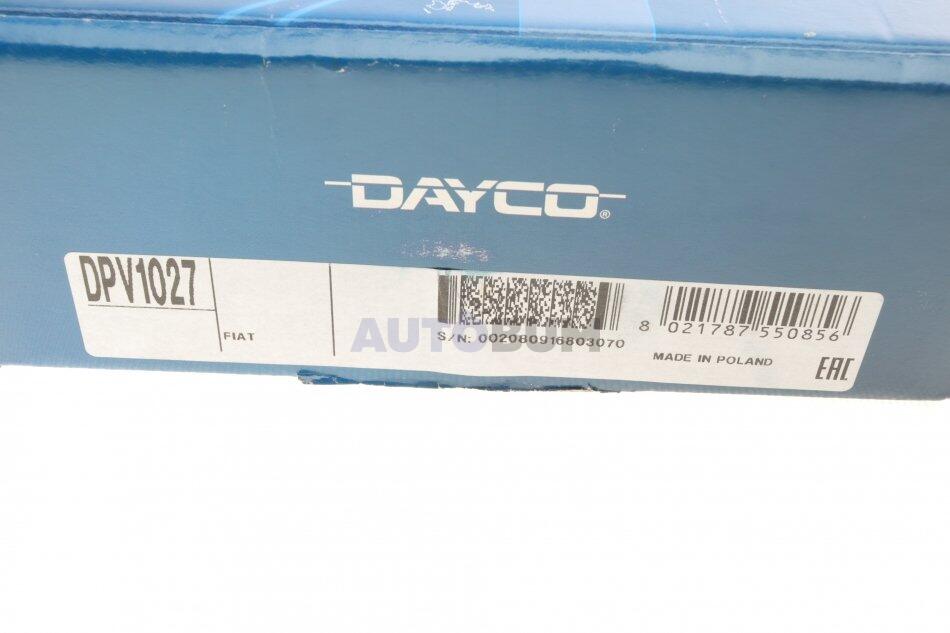 DAYCO®
DPV1027
FIAT
S/N: 002080916803070
8 021787 550856
MADE IN POLAND
EAC
AUTOBUM